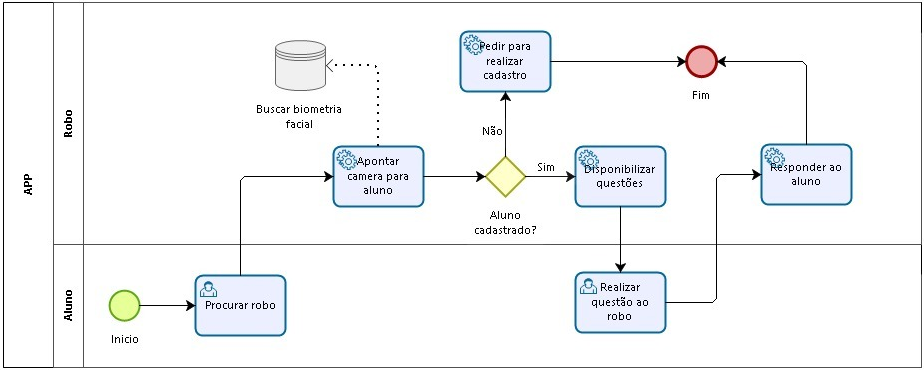 APP
Robo
Aluno
Buscar biometria
facial
Pedir para
realizar
cadastro
Fim
Não
Apontar
camera para
aluno
Sim
Aluno
cadastrado?
Disponibilizar
questões
Responder ao
aluno
Inicio
Procurar robo
Realizar
questão ao
robo